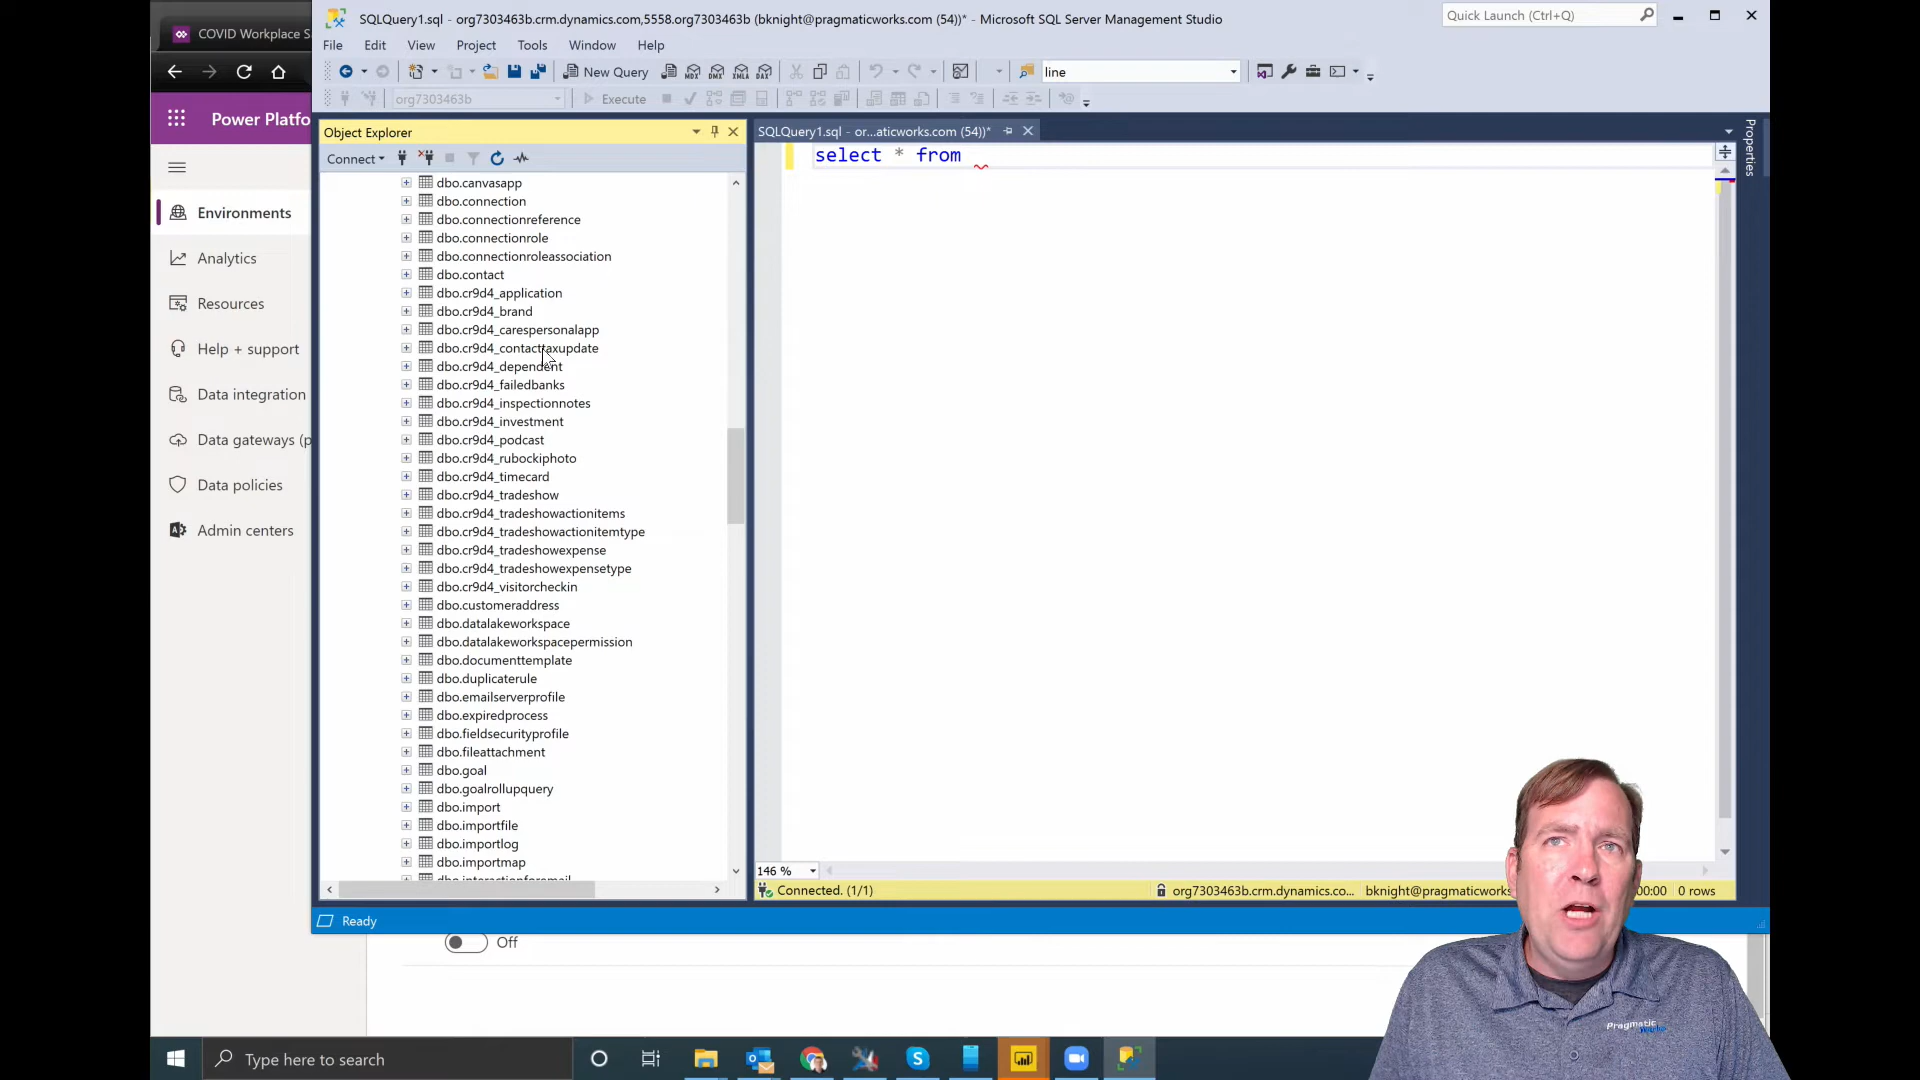 SQLQuery1.sql - org7303463b.crm.dynamics.com,5558.org7303463b (bknight@pragmaticworks.com (54))* - Microsoft SQL Server Management Studio
Quick Launch (Ctrl+Q)
COVID Workplace S
File Edit View Project Tools Window Help
New Query
line
org7303463b
Execute
Power Platfo
Object Explorer
SQLQuery1.sql - or...aticworks.com (54))*
Properties
Connect
select * from
Environments
Analytics
Resources
Help + support
Data integration
Data gateways (p
Data policies
Admin centers
dbo.canvasapp
dbo.connection
dbo.connectionreference
dbo.connectionrole
dbo.connectionroleassociation
dbo.contact
dbo.cr9d4_application
dbo.cr9d4_brand
dbo.cr9d4_carespersonalapp
dbo.cr9d4_contacttaxupdate
dbo.cr9d4_dependent
dbo.cr9d4_failedbanks
dbo.cr9d4_inspectionnotes
dbo.cr9d4_investment
dbo.cr9d4_podcast
dbo.cr9d4_rubockiphoto
dbo.cr9d4_timecard
dbo.cr9d4_tradeshow
dbo.cr9d4_tradeshowactionitems
dbo.cr9d4_tradeshowactionitemtype
dbo.cr9d4_tradeshowexpense
dbo.cr9d4_tradeshowexpensetype
dbo.cr9d4_visitorcheckin
dbo.customeraddress
dbo.datalakeworkspace
dbo.datalakeworkspacepermission
dbo.documenttemplate
dbo.duplicaterule
dbo.emailserverprofile
dbo.expiredprocess
dbo.fieldsecurityprofile
dbo.fileattachment
dbo.goal
dbo.goalrollupquery
dbo.import
dbo.importfile
dbo.importlog
dbo.importmap
dbo.interactionforemail
146 %
Connected. (1/1)
org7303463b.crm.dynamics.co...
bknight@pragmaticworks
00:00
0 rows
Ready
Off
Pragmatic
Works
Type here to search